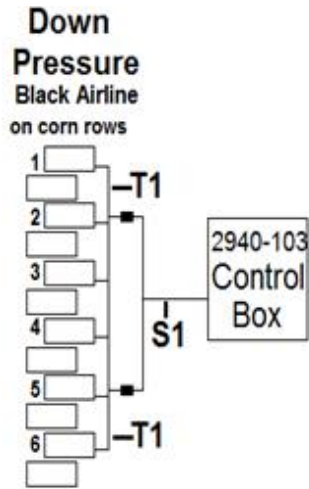 Down
Pressure
Black Airline
on corn rows
1
T1
2
2940-103
Control
Box
3
S1
4
5
T1
6